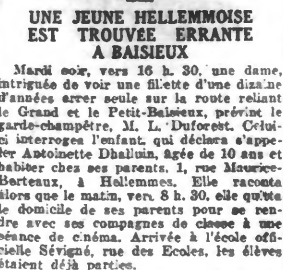 UNE JEUNE HELLEMMOISE
EST TROUVÉE ERRANTE
A BAISIEUX
Mardi soir, vers 16 h. 30, une dame,
intriguée de voir une fillette d'une dizaine
d'années errer seule sur la route reliant
le Grand et le Petit-Baisieux, prévint le
garde-champêtre, M. L. Duforest. Celui-
ci interrogea l'enfant, qui déclara s'appe-
ler Antoinette Dhalluin, âgée de 10 ans et
habiter chez ses parents, 1, rue Maurice-
Berteaux, à Hellemmes. Elle raconta
alors que le matin, vers 8 h. 30, elle quitta
le domicile de ses parents pour se ren-
dre avec ses compagnes de classe à une
séance de cinéma. Arrivée à l'école offi-
cielle Sévigné, rue des Ecoles, les élèves
étaient déjà parties.